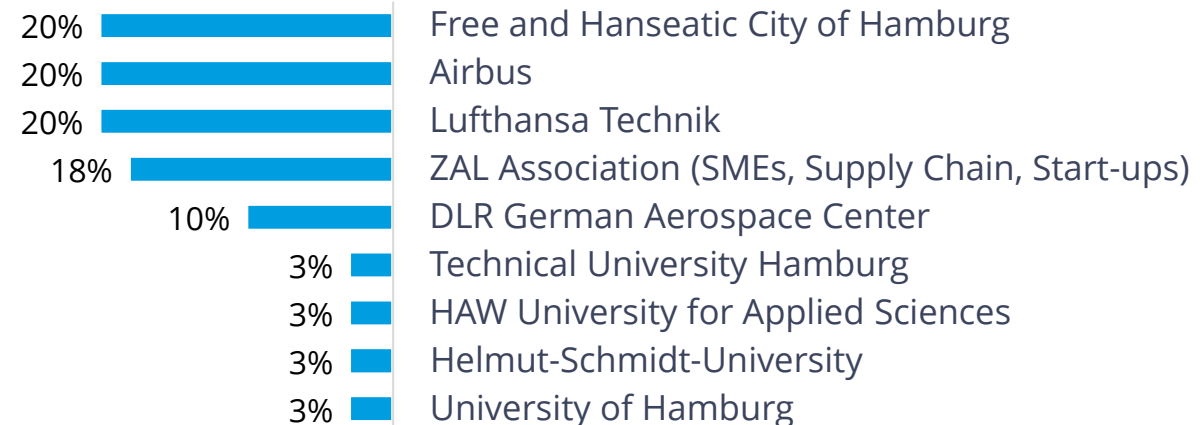 20% Free and Hanseatic City of Hamburg
20% Airbus
20% Lufthansa Technik
18% ZAL Association (SMEs, Supply Chain, Start-ups)
10% DLR German Aerospace Center
3% Technical University Hamburg
3% HAW University for Applied Sciences
3% Helmut-Schmidt-University
3% University of Hamburg